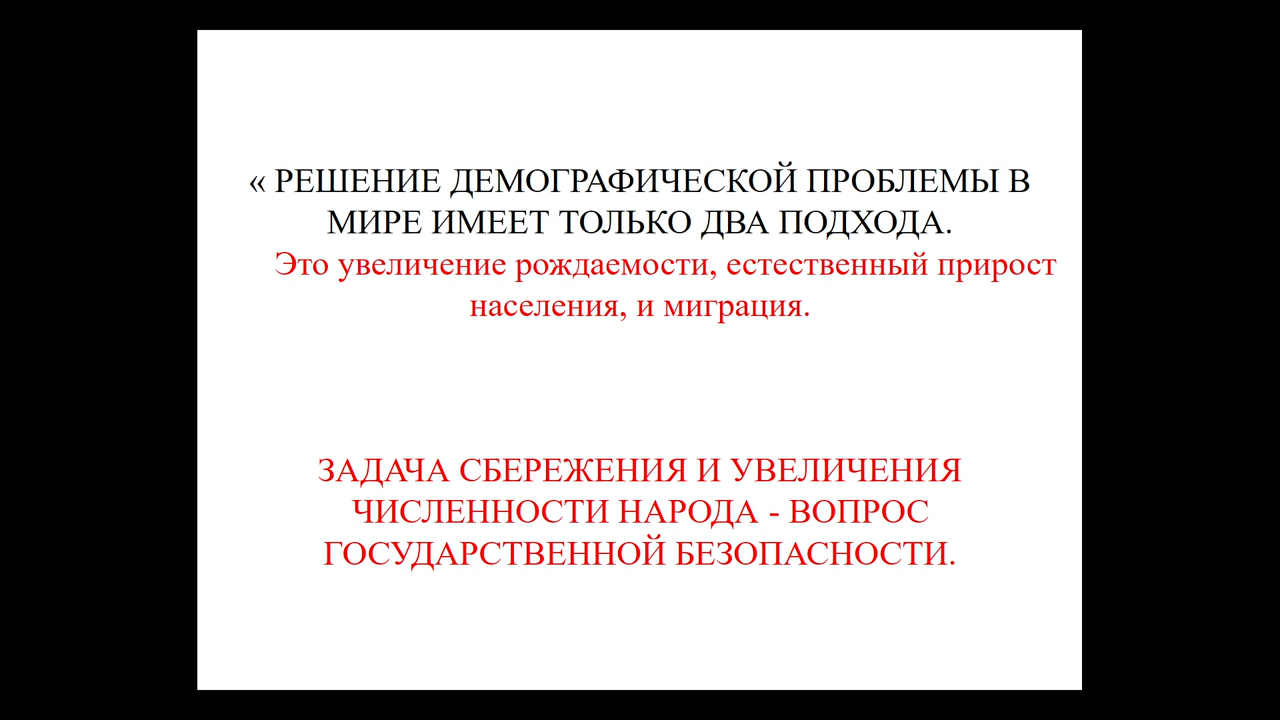 « РЕШЕНИЕ ДЕМОГРАФИЧЕСКОЙ ПРОБЛЕМЫ В
МИРЕ ИМЕЕТ ТОЛЬКО ДВА ПОДХОДА.
Это увеличение рождаемости, естественный прирост
населения, и миграция.
ЗАДАЧА СБЕРЕЖЕНИЯ И УВЕЛИЧЕНИЯ
ЧИСЛЕННОСТИ НАРОДА - ВОПРОС
ГОСУДАРСТВЕННОЙ БЕЗОПАСНОСТИ.